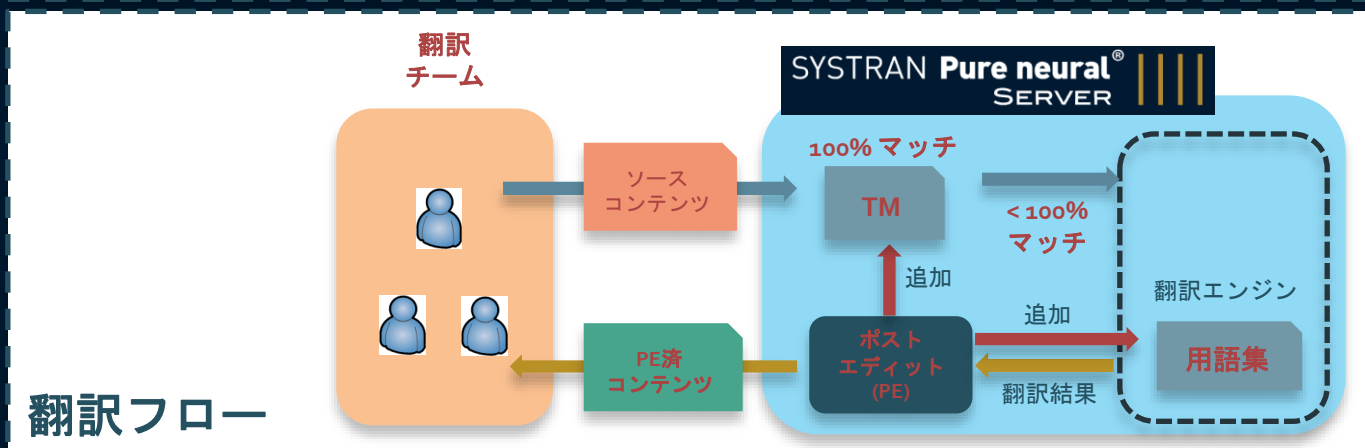 翻訳
チーム
SYSTRAN Pure neural®
SERVER
100% マッチ
ソース
コンテンツ
TM
< 100%
マッチ
追加
翻訳エンジン
追加
ポスト
エディット
(PE)
用語集
PE済
コンテンツ
翻訳結果
翻訳フロー